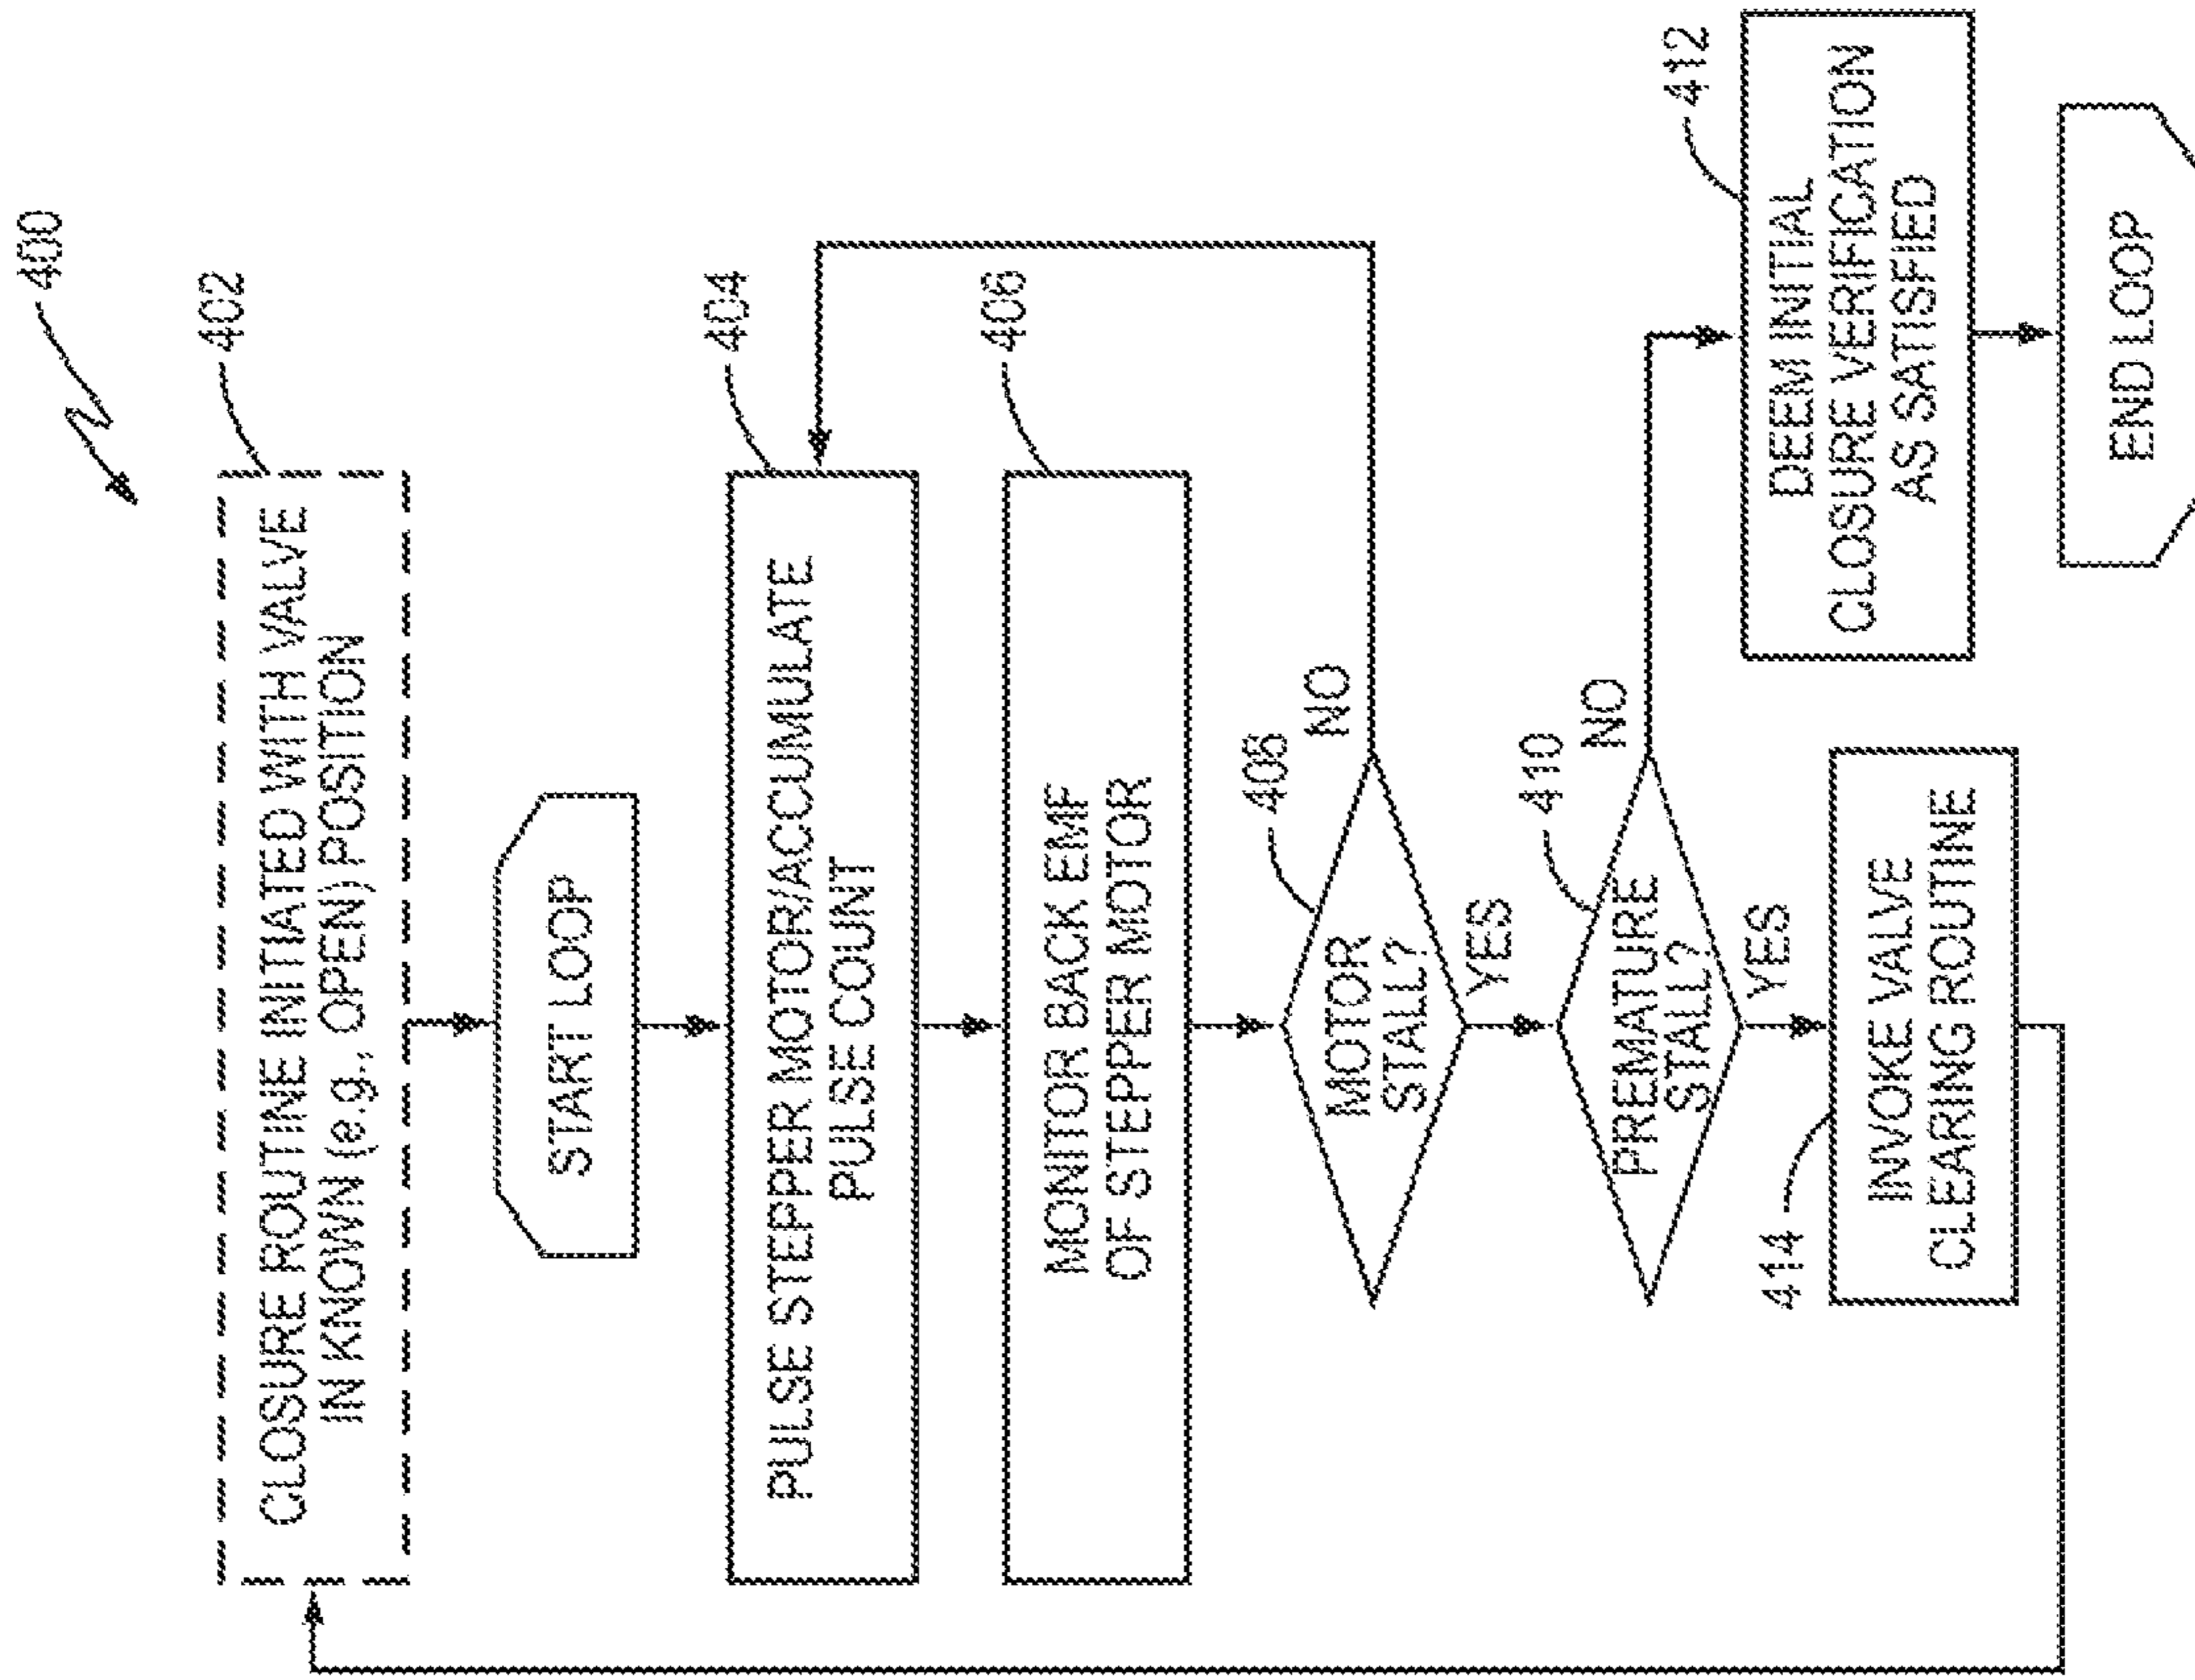 400
402
CLOSURE ROUTINE INITIATED WITH VALVE
IN KNOWN (e.g., OPEN) POSITION
START LOOP
404
PULSE STEPPER MOTOR/ACCUMULATE
PULSE COUNT
406
MONITOR BACK EMF
OF STEPPER MOTOR
408
MOTOR
STALL?
NO
YES
410
PREMATURE
STALL?
NO
YES
412
DEEM INITIAL
CLOSURE VERIFICATION
AS SATISFIED
414
INVOKE VALVE
CLEARING ROUTINE
END LOOP